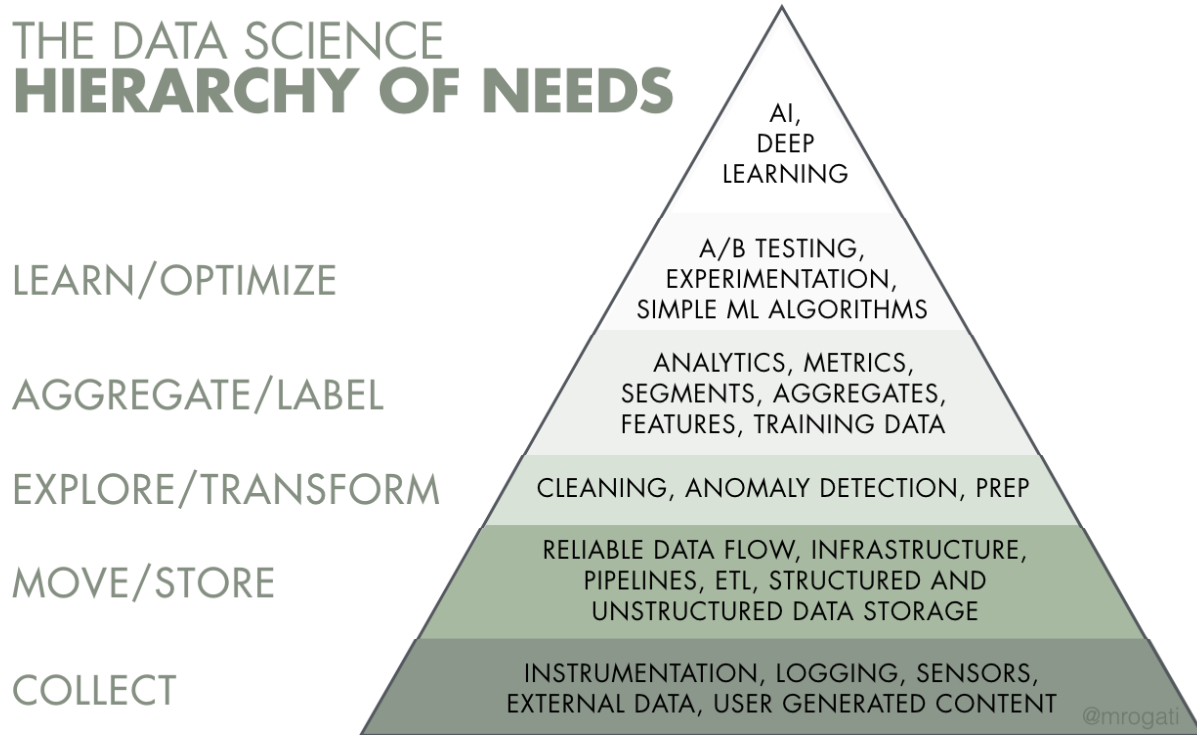 THE DATA SCIENCE
HIERARCHY OF NEEDS
AI,
DEEP
LEARNING
LEARN/OPTIMIZE
A/B TESTING,
EXPERIMENTATION,
SIMPLE ML ALGORITHMS
AGGREGATE/LABEL
ANALYTICS, METRICS,
SEGMENTS, AGGREGATES,
FEATURES, TRAINING DATA
EXPLORE/TRANSFORM
CLEANING, ANOMALY DETECTION, PREP
MOVE/STORE
RELIABLE DATA FLOW, INFRASTRUCTURE,
PIPELINES, ETL, STRUCTURED AND
UNSTRUCTURED DATA STORAGE
COLLECT
INSTRUMENTATION, LOGGING, SENSORS,
EXTERNAL DATA, USER GENERATED CONTENT
@mrogati